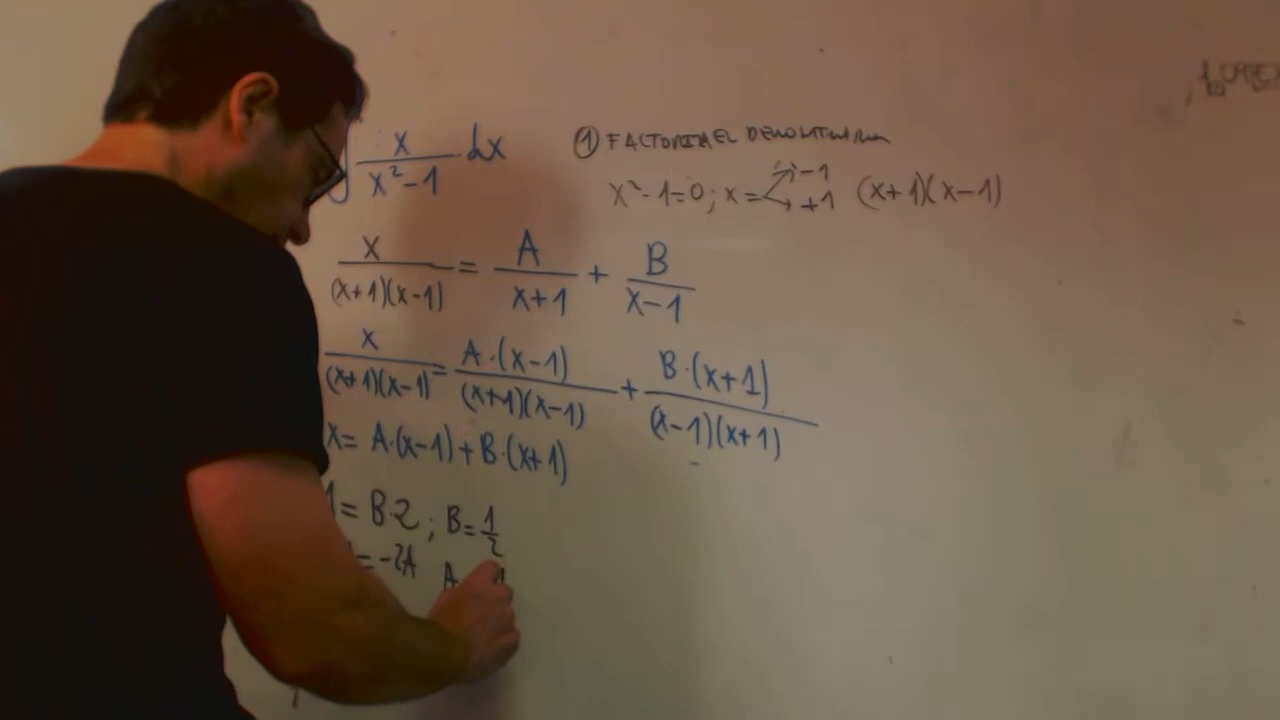 ∫ x/(x²-1) dx
① FACTORIZA EL DENOMINADOR
x²-1=0; x= -1 +1 (x+1)(x-1)
x/((x+1)(x-1)) = A/(x+1) + B/(x-1)
x/((x+1)(x-1)) = A·(x-1)/((x+1)(x-1)) + B·(x+1)/((x-1)(x+1))
x= A·(x-1)+B·(x+1)
1= B·2 ; B= 1/2
= -2A A